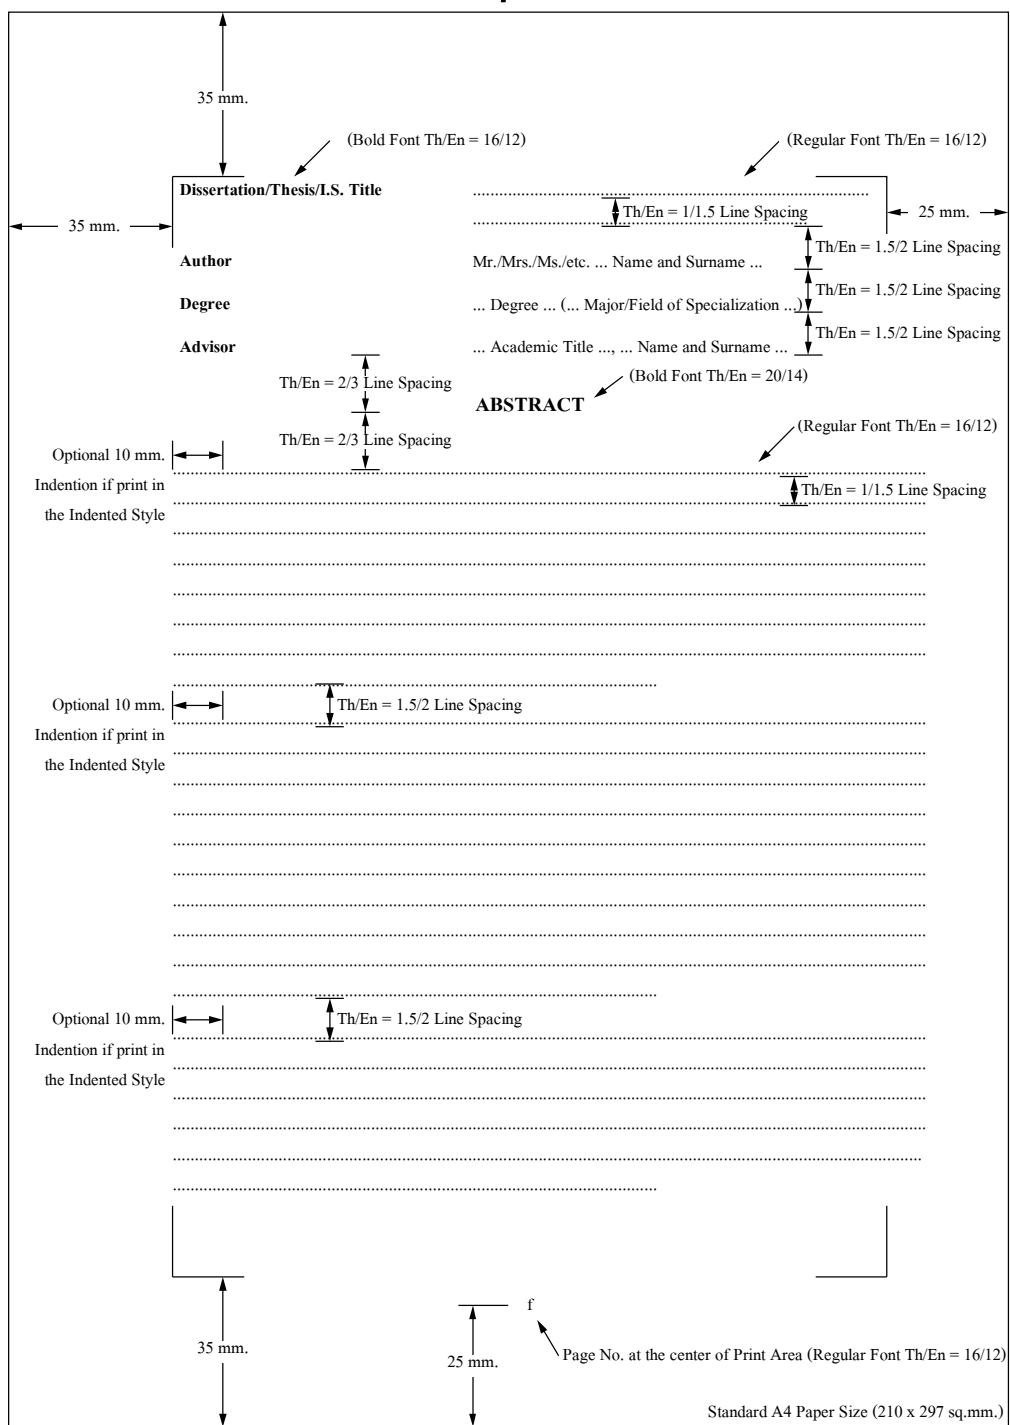 35 mm.
(Bold Font Th/En = 16/12)
(Regular Font Th/En = 16/12)
Dissertation/Thesis/I.S. Title
..........................................................................................................
Th/En = 1/1.5 Line Spacing
35 mm.
25 mm.
..........................................................................................
Th/En = 1.5/2 Line Spacing
Author
Mr./Mrs./Ms./etc. ... Name and Surname ...
Th/En = 1.5/2 Line Spacing
Degree
... Degree ... (... Major/Field of Specialization ...)
Th/En = 1.5/2 Line Spacing
Advisor
... Academic Title ..., ... Name and Surname ...
Th/En = 2/3 Line Spacing
(Bold Font Th/En = 20/14)
ABSTRACT
Th/En = 2/3 Line Spacing
(Regular Font Th/En = 16/12)
Optional 10 mm.
Indention if print in
the Indented Style
Th/En = 1/1.5 Line Spacing
Optional 10 mm.
Indention if print in
the Indented Style
Th/En = 1.5/2 Line Spacing
Optional 10 mm.
Indention if print in
the Indented Style
Th/En = 1.5/2 Line Spacing
f
35 mm.
25 mm.
Page No. at the center of Print Area (Regular Font Th/En = 16/12)
Standard A4 Paper Size (210 x 297 sq.mm.)